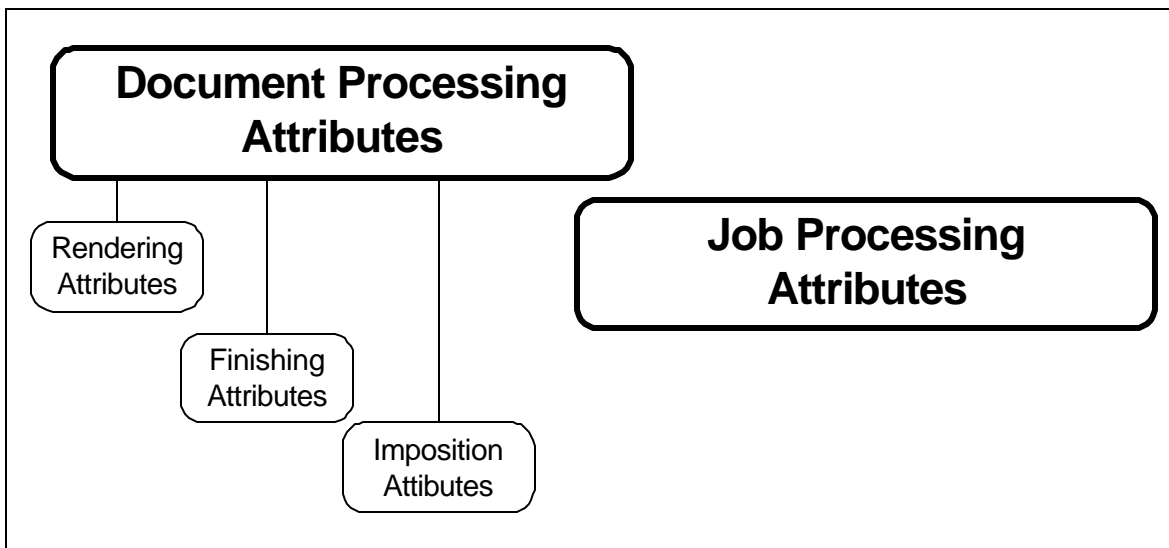 Document Processing
Attributes
Job Processing
Attributes
Rendering
Attributes
Finishing
Attributes
Imposition
Attibutes